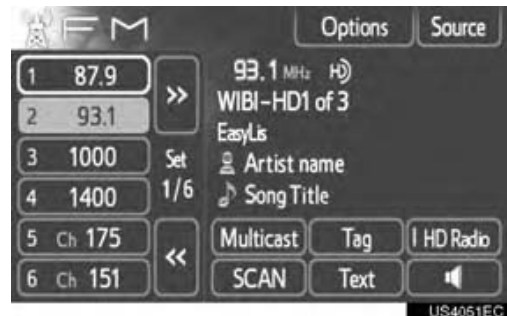 FM
Options
Source
1 87.9
2 93.1
3 1000
4 1400
5 Ch 175
6 Ch 151
»
Set
1/6
«
93.1 MHz HD
WIBI-HD1 of 3
EasyLis
Artist name
Song Title
Multicast
Tag
HD Radio
SCAN
Text
US4051EC